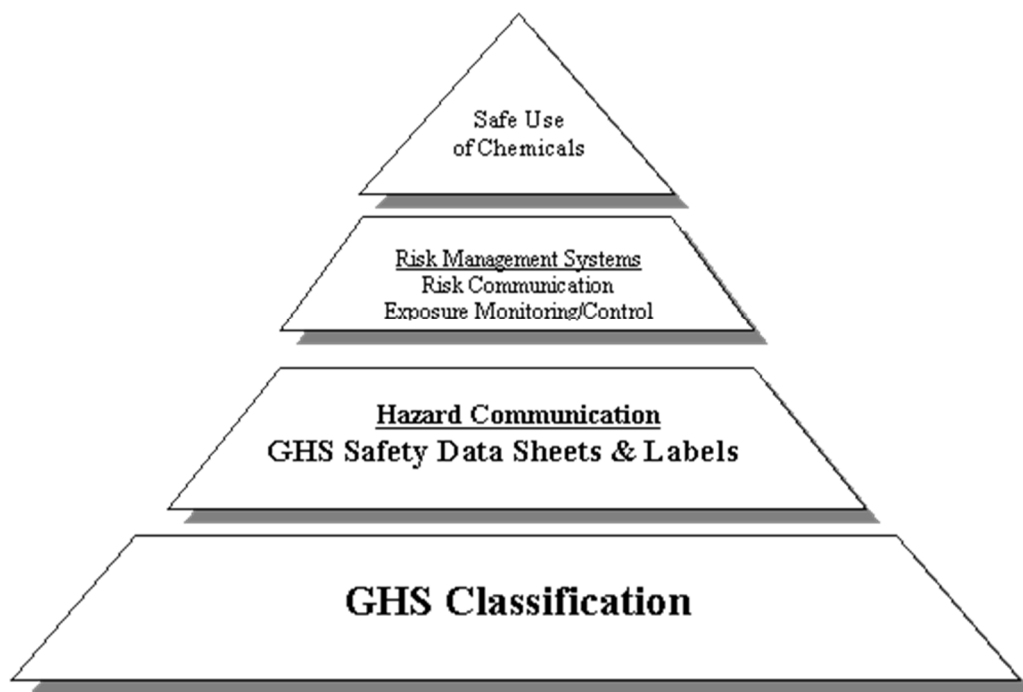 Safe Use
of Chemicals
Risk Management Systems
Risk Communication
Exposure Monitoring/Control
Hazard Communication
GHS Safety Data Sheets & Labels
GHS Classification